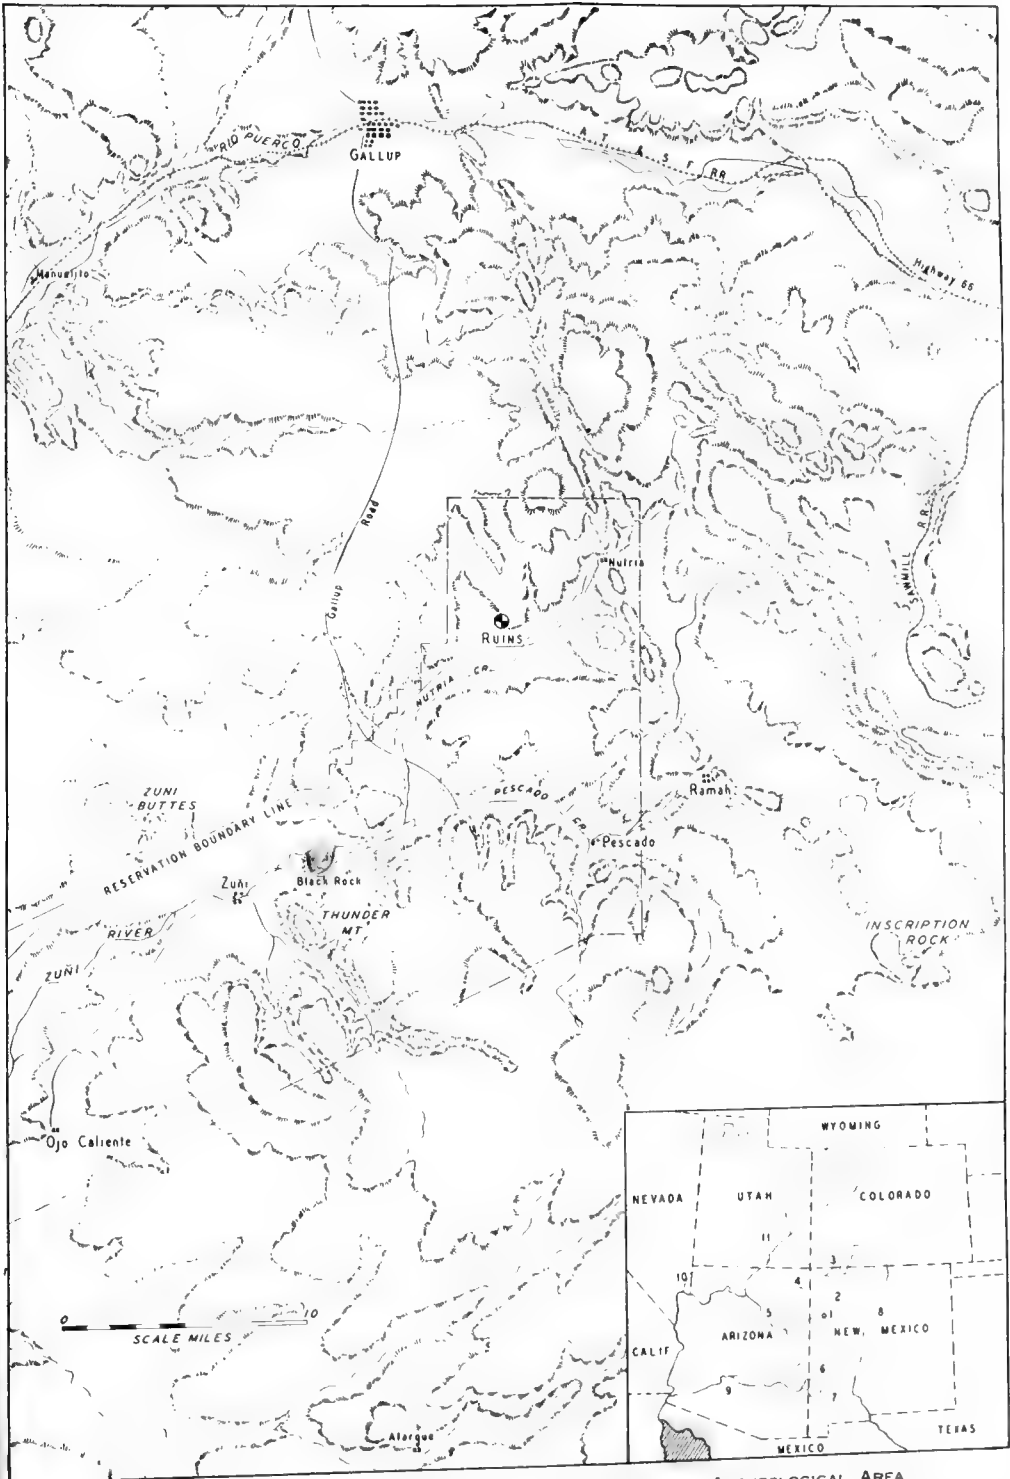 RIO PUERCO
GALLUP
A. T. & S. F. RR
Manuelito
Highway 66
Gallup Road
SAWMILL R.R.
Nutria
RUINS
NUTRIA CR.
ZUNI
BUTTES
PESCADO CR.
Ramah
RESERVATION BOUNDARY LINE
Pescado
Zuñi
Black Rock
THUNDER
MT.
INSCRIPTION
ROCK
ZUÑI RIVER
Ojo Caliente
0 10
SCALE MILES
Atarque
WYOMING
NEVADA
UTAH
COLORADO
11
3
10
4
2
5
o1
8
ARIZONA
NEW MEXICO
CALIF
6
9
7
TEXAS
MEXICO
AREA